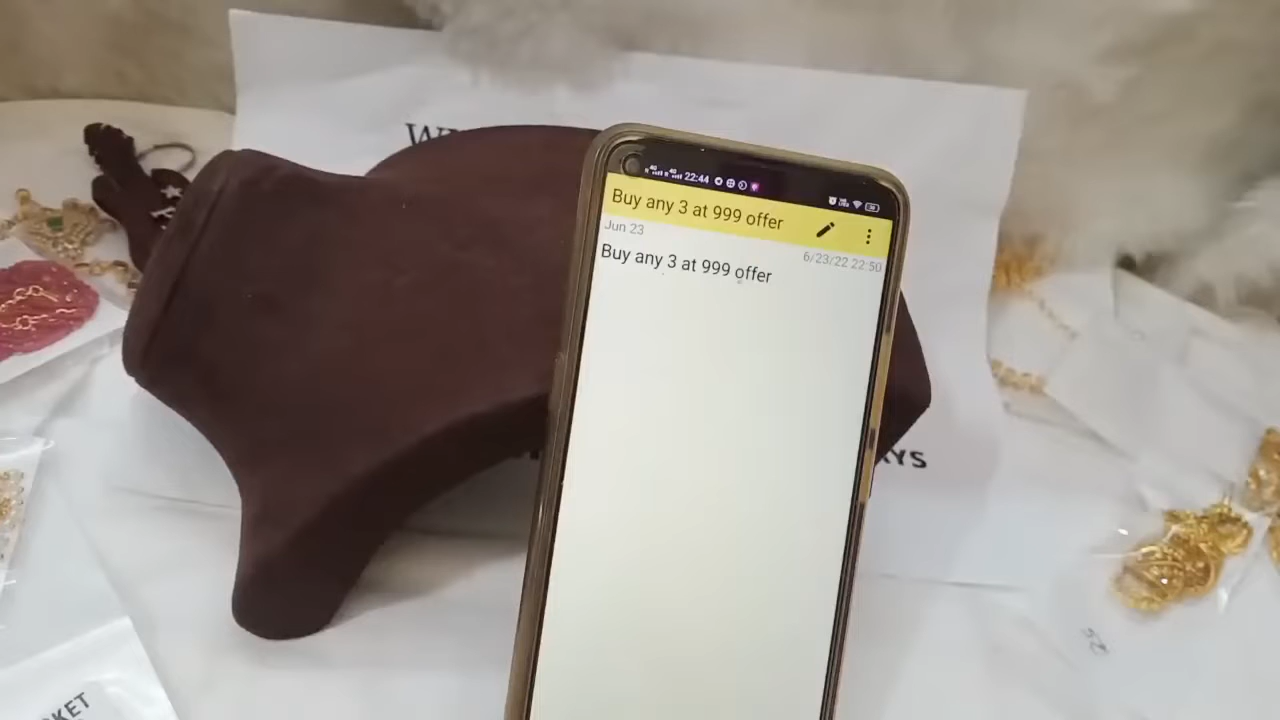 22:44
Buy any 3 at 999 offer
Jun 23
6/23/22 22:50
Buy any 3 at 999 offer